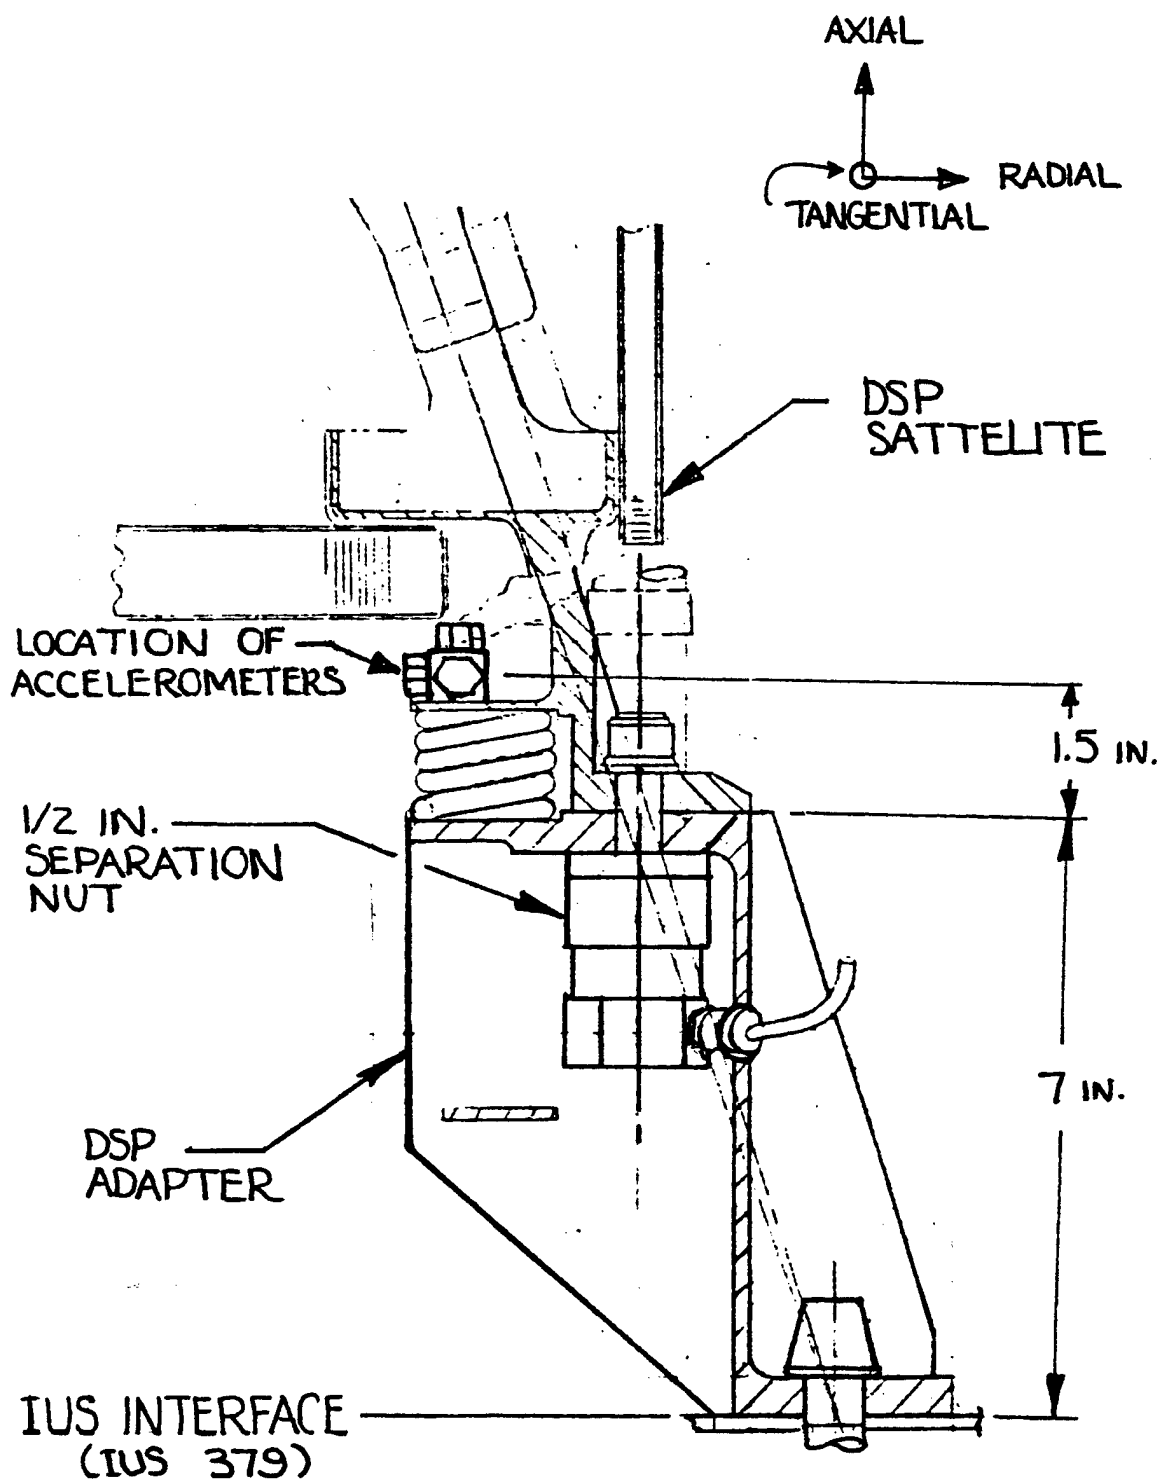 AXIAL
RADIAL
TANGENTIAL
DSP
SATTELITE
LOCATION OF
ACCELEROMETERS
1.5 IN.
1/2 IN.
SEPARATION
NUT
7 IN.
DSP
ADAPTER
IUS INTERFACE
(IUS 379)